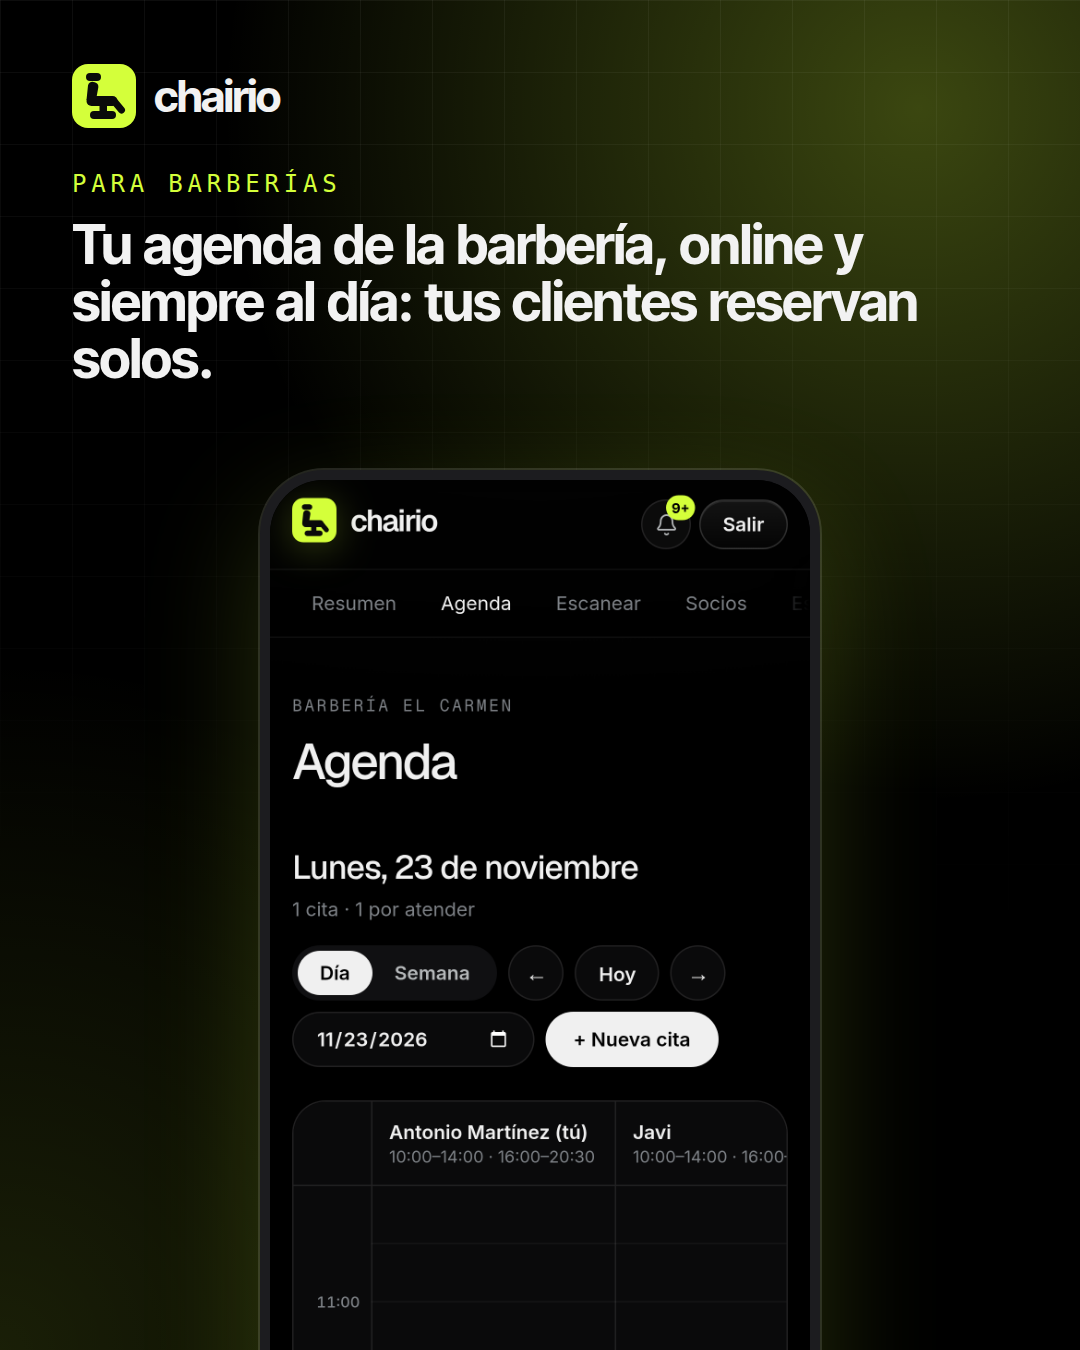 chairio
PARA BARBERÍAS
Tu agenda de la barbería, online y
siempre al día: tus clientes reservan
solos.
chairio
9+
Salir
Resumen Agenda Escanear Socios
BARBERÍA EL CARMEN
Agenda
Lunes, 23 de noviembre
1 cita · 1 por atender
Día Semana ← Hoy →
11/23/2026 + Nueva cita
Antonio Martínez (tú) Javi
10:00–14:00 · 16:00–20:30 10:00–14:00 · 16:00
11:00